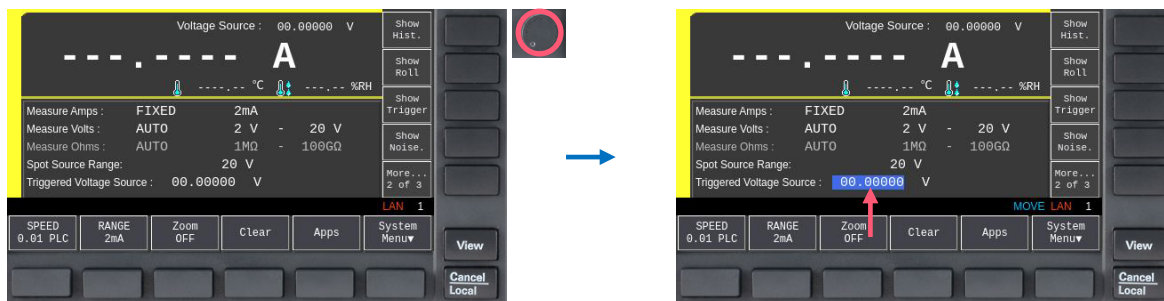 Voltage Source : 00.00000 V
---.---- A
----.-- °C ---.-- %RH
Measure Amps : FIXED 2mA
Measure Volts : AUTO 2 V - 20 V
Measure Ohms : AUTO 1MΩ - 100GΩ
Spot Source Range: 20 V
Triggered Voltage Source : 00.00000 V
Show
Hist.
Show
Roll
Show
Trigger
Show
Noise.
More...
2 of 3
LAN 1
SPEED
0.01 PLC
RANGE
2mA
Zoom
OFF
Clear
Apps
System
Menu▼
View
Cancel
Local
Voltage Source : 00.00000 V
---.---- A
----.-- °C ---.-- %RH
Measure Amps : FIXED 2mA
Measure Volts : AUTO 2 V - 20 V
Measure Ohms : AUTO 1MΩ - 100GΩ
Spot Source Range: 20 V
Triggered Voltage Source : 00.00000 V
Show
Hist.
Show
Roll
Show
Trigger
Show
Noise.
More...
2 of 3
MOVE LAN 1
SPEED
0.01 PLC
RANGE
2mA
Zoom
OFF
Clear
Apps
System
Menu▼
View
Cancel
Local